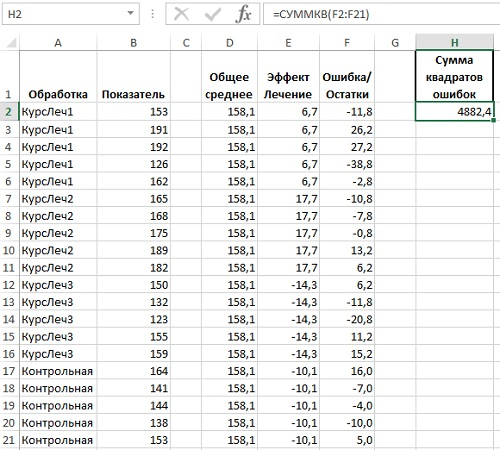 H2 fx =СУММКВ(F2:F21)
A B C D E F G H
1 Обработка Показатель Общее среднее Эффект Лечение Ошибка/ Остатки Сумма квадратов ошибок
2 КурсЛеч1 153 158,1 6,7 -11,8 4882,4
3 КурсЛеч1 191 158,1 6,7 26,2
4 КурсЛеч1 192 158,1 6,7 27,2
5 КурсЛеч1 126 158,1 6,7 -38,8
6 КурсЛеч1 162 158,1 6,7 -2,8
7 КурсЛеч2 165 158,1 17,7 -10,8
8 КурсЛеч2 168 158,1 17,7 -7,8
9 КурсЛеч2 175 158,1 17,7 -0,8
10 КурсЛеч2 189 158,1 17,7 13,2
11 КурсЛеч2 182 158,1 17,7 6,2
12 КурсЛеч3 150 158,1 -14,3 6,2
13 КурсЛеч3 132 158,1 -14,3 -11,8
14 КурсЛеч3 123 158,1 -14,3 -20,8
15 КурсЛеч3 155 158,1 -14,3 11,2
16 КурсЛеч3 159 158,1 -14,3 15,2
17 Контрольная 164 158,1 -10,1 16,0
18 Контрольная 141 158,1 -10,1 -7,0
19 Контрольная 144 158,1 -10,1 -4,0
20 Контрольная 138 158,1 -10,1 -10,0
21 Контрольная 153 158,1 -10,1 5,0